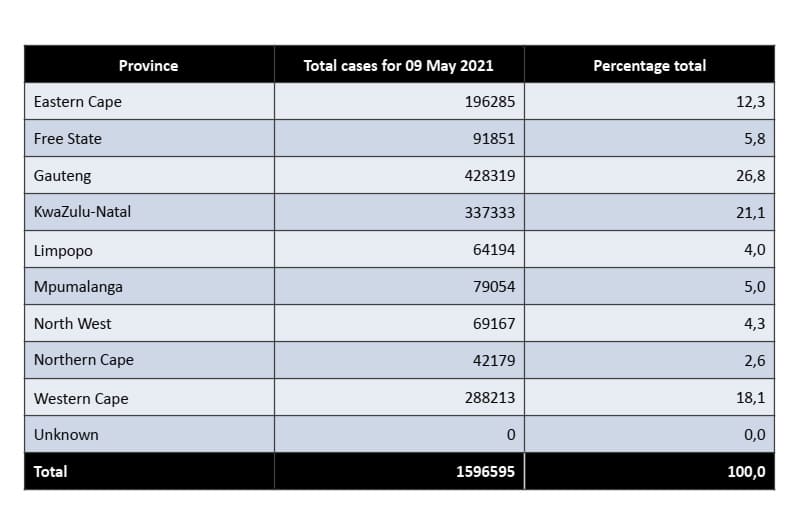 Province Total cases for 09 May 2021 Percentage total
Eastern Cape 196285 12,3
Free State 91851 5,8
Gauteng 428319 26,8
KwaZulu-Natal 337333 21,1
Limpopo 64194 4,0
Mpumalanga 79054 5,0
North West 69167 4,3
Northern Cape 42179 2,6
Western Cape 288213 18,1
Unknown 0 0,0
Total 1596595 100,0